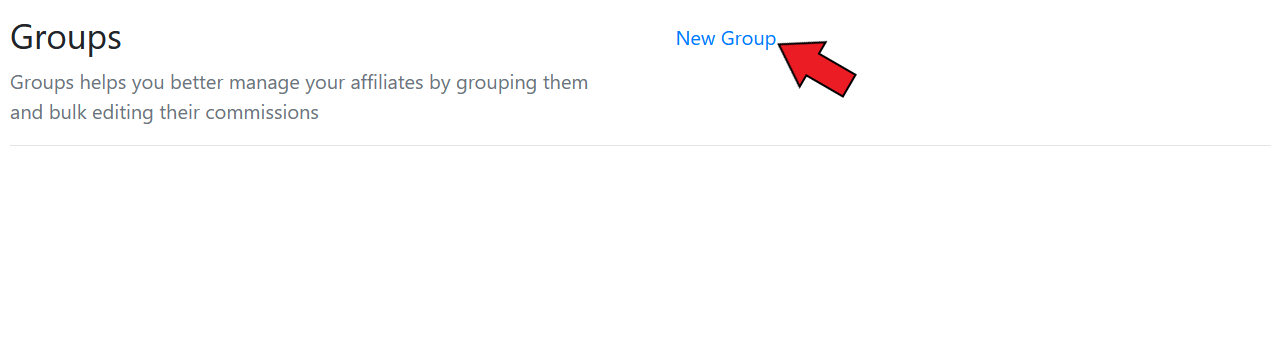 Groups
New Group
Groups helps you better manage your affiliates by grouping them
and bulk editing their commissions